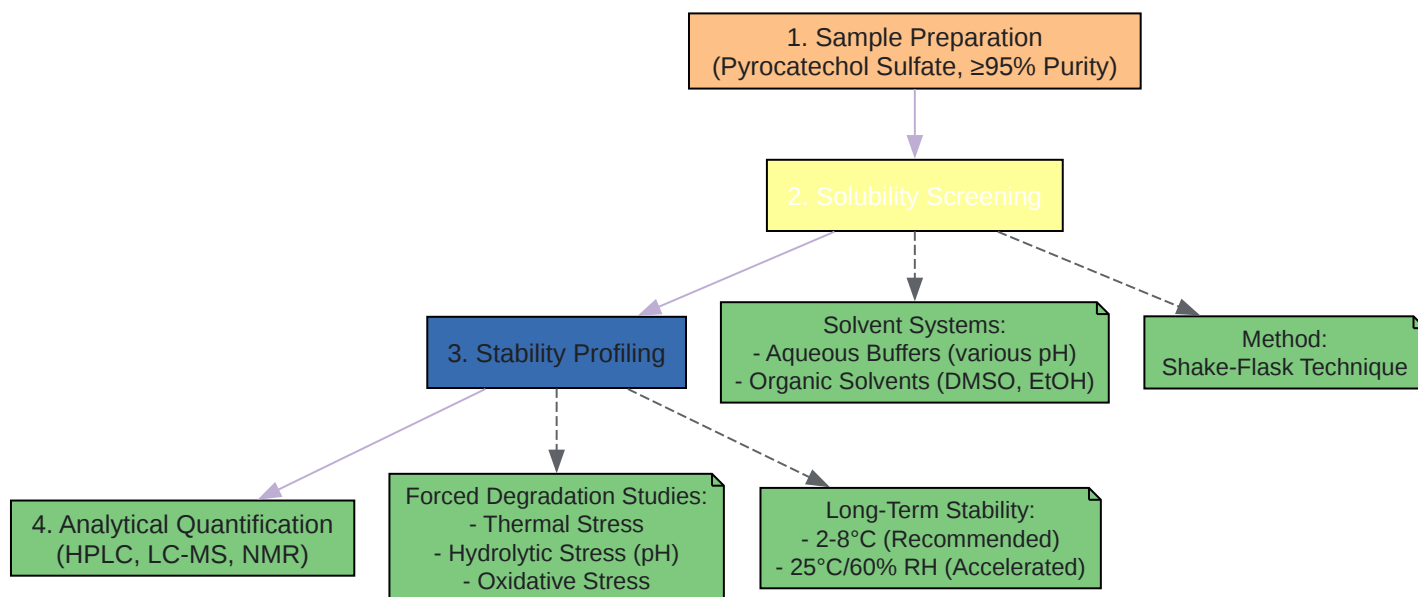 1. Sample Preparation
(Pyrocatechol Sulfate, ≥95% Purity)
2. Solubility Screening
3. Stability Profiling
Solvent Systems:
- Aqueous Buffers (various pH)
- Organic Solvents (DMSO, EtOH)
Method:
Shake-Flask Technique
4. Analytical Quantification
(HPLC, LC-MS, NMR)
Forced Degradation Studies:
- Thermal Stress
- Hydrolytic Stress (pH)
- Oxidative Stress
Long-Term Stability:
- 2-8°C (Recommended)
- 25°C/60% RH (Accelerated)